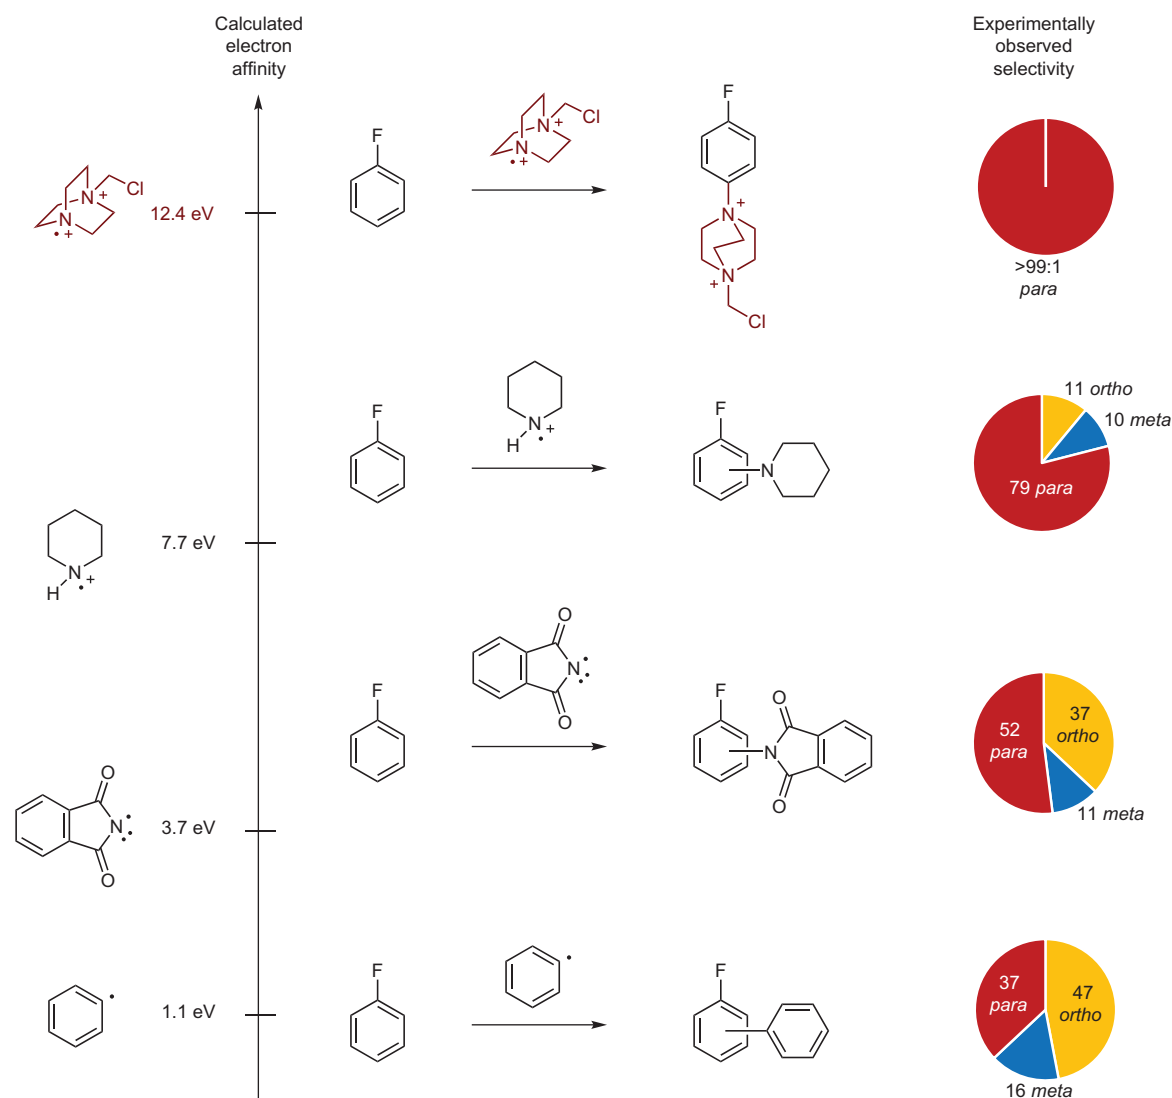 Calculated
electron
affinity
Experimentally
observed
selectivity
N
+
Cl
N
•+
12.4 eV
F
N
+
Cl
N
•+
F
+
N
N
+
Cl
>99:1
para
N
H
•+
7.7 eV
F
N
H
•+
F
N
11 ortho
10 meta
79 para
O
N
O
3.7 eV
F
O
N
O
F
O
N
O
52
para
37
ortho
11 meta
1.1 eV
F
F
37
para
47
ortho
16 meta